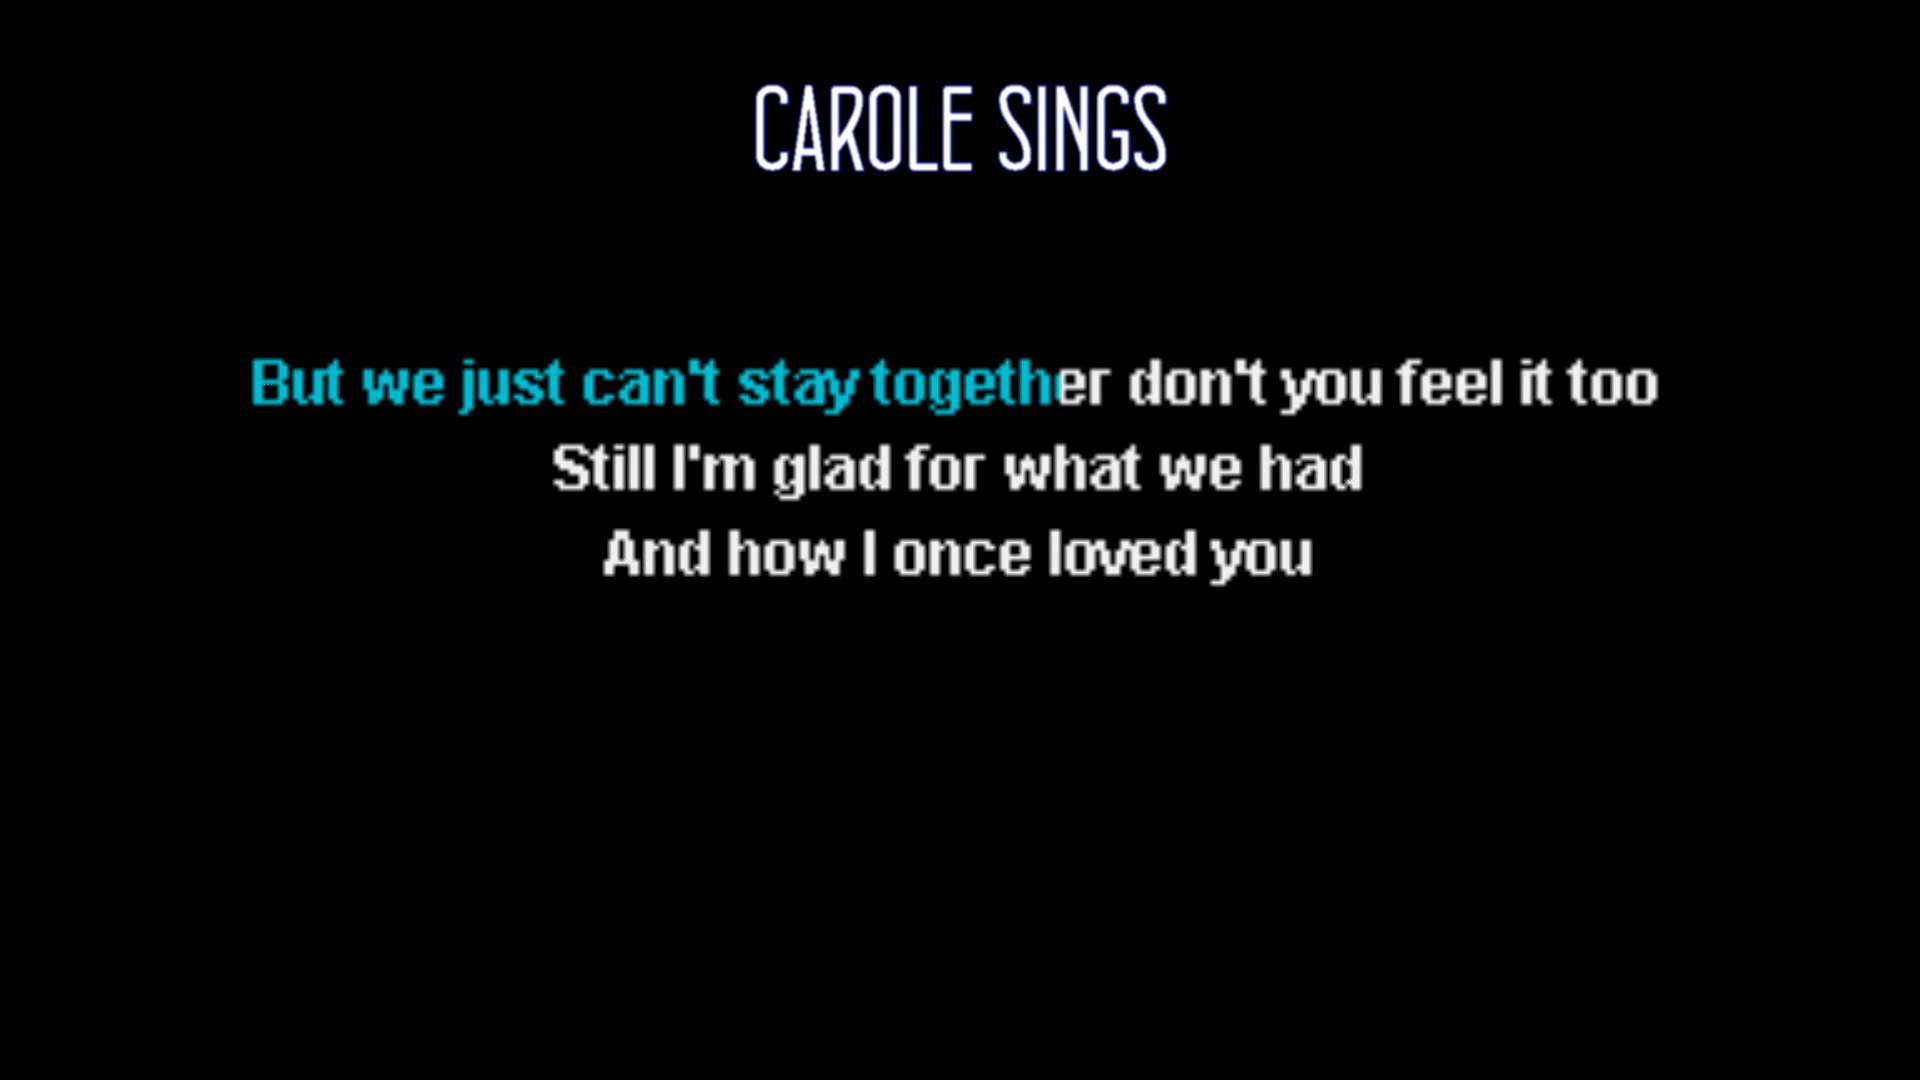 CAROLE SINGS
But we just can't stay together don't you feel it too
Still I'm glad for what we had
And how I once loved you